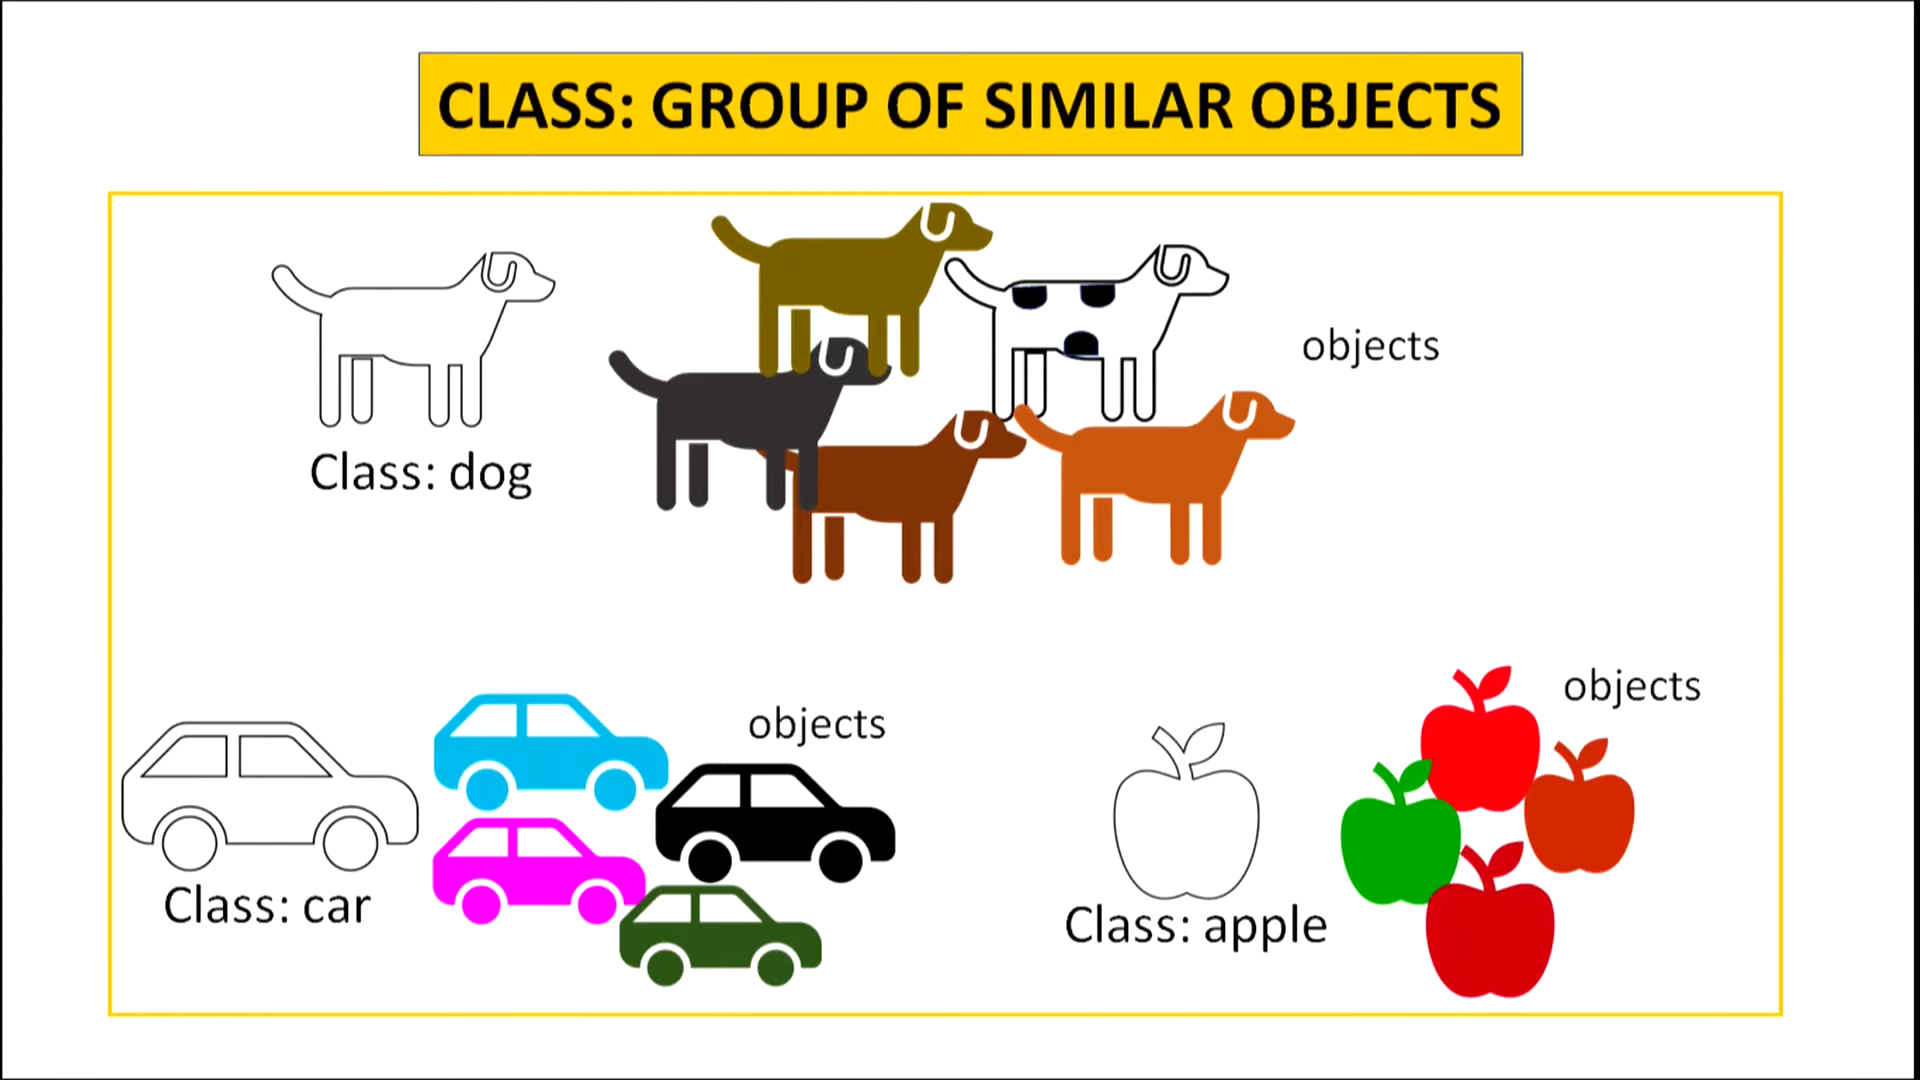 CLASS: GROUP OF SIMILAR OBJECTS
objects
Class: dog
objects
objects
Class: car
Class: apple